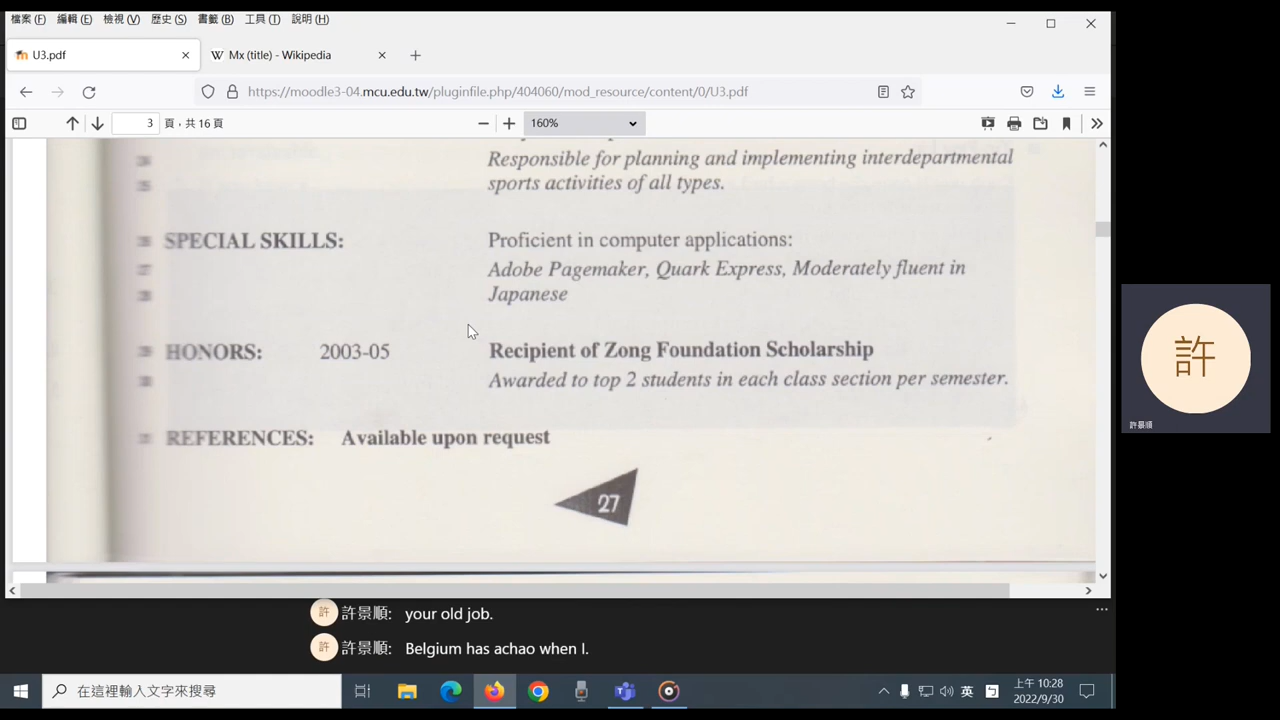 檔案 (F) 編輯 (E) 檢視 (V) 歷史 (S) 書籤 (B) 工具 (T) 說明 (H)
U3.pdf
W Mx (title) - Wikipedia
https://moodle3-04.mcu.edu.tw/pluginfile.php/404060/mod_resource/content/0/U3.pdf
3 頁，共 16 頁
160%
Responsible for planning and implementing interdepartmental
sports activities of all types.
SPECIAL SKILLS: Proficient in computer applications:
Adobe Pagemaker, Quark Express, Moderately fluent in
Japanese
HONORS: 2003-05 Recipient of Zong Foundation Scholarship
Awarded to top 2 students in each class section per semester.
REFERENCES: Available upon request
27
許
許景順
許 許景順: your old job.
許 許景順: Belgium has achao when I.
在這裡輸入文字來搜尋
英
上午 10:28
2022/9/30